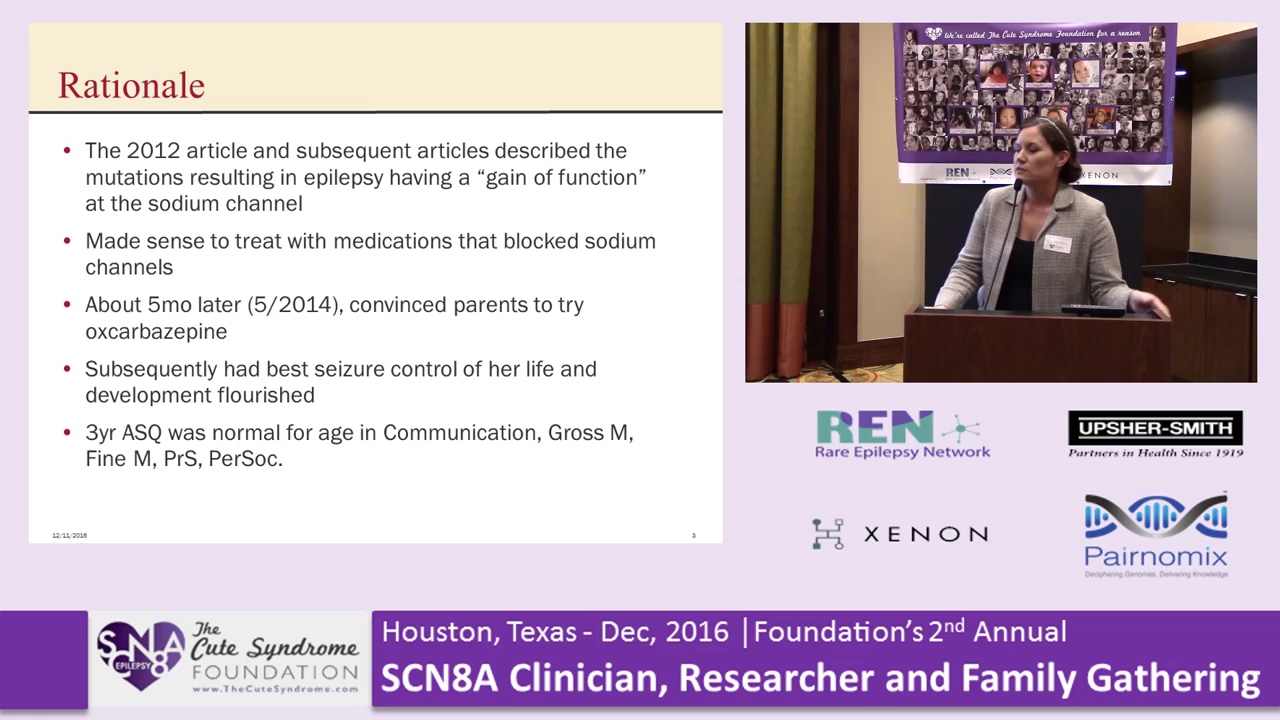 Rationale
• The 2012 article and subsequent articles described the
mutations resulting in epilepsy having a “gain of function”
at the sodium channel
• Made sense to treat with medications that blocked sodium
channels
• About 5mo later (5/2014), convinced parents to try
oxcarbazepine
• Subsequently had best seizure control of her life and
development flourished
• 3yr ASQ was normal for age in Communication, Gross M,
Fine M, PrS, PerSoc.
12/11/2016
3
We're called The Cute Syndrome Foundation for a reason
REN
XENON
REN
Rare Epilepsy Network
UPSHER-SMITH
Partners in Health Since 1919
XENON
Pairnomix
Deciphering Genomes, Delivering Knowledge
SCN8A
EPILEPSY
The
Cute Syndrome
FOUNDATION
www.TheCuteSyndrome.com
Houston, Texas - Dec, 2016 |Foundation’s 2nd Annual
SCN8A Clinician, Researcher and Family Gathering